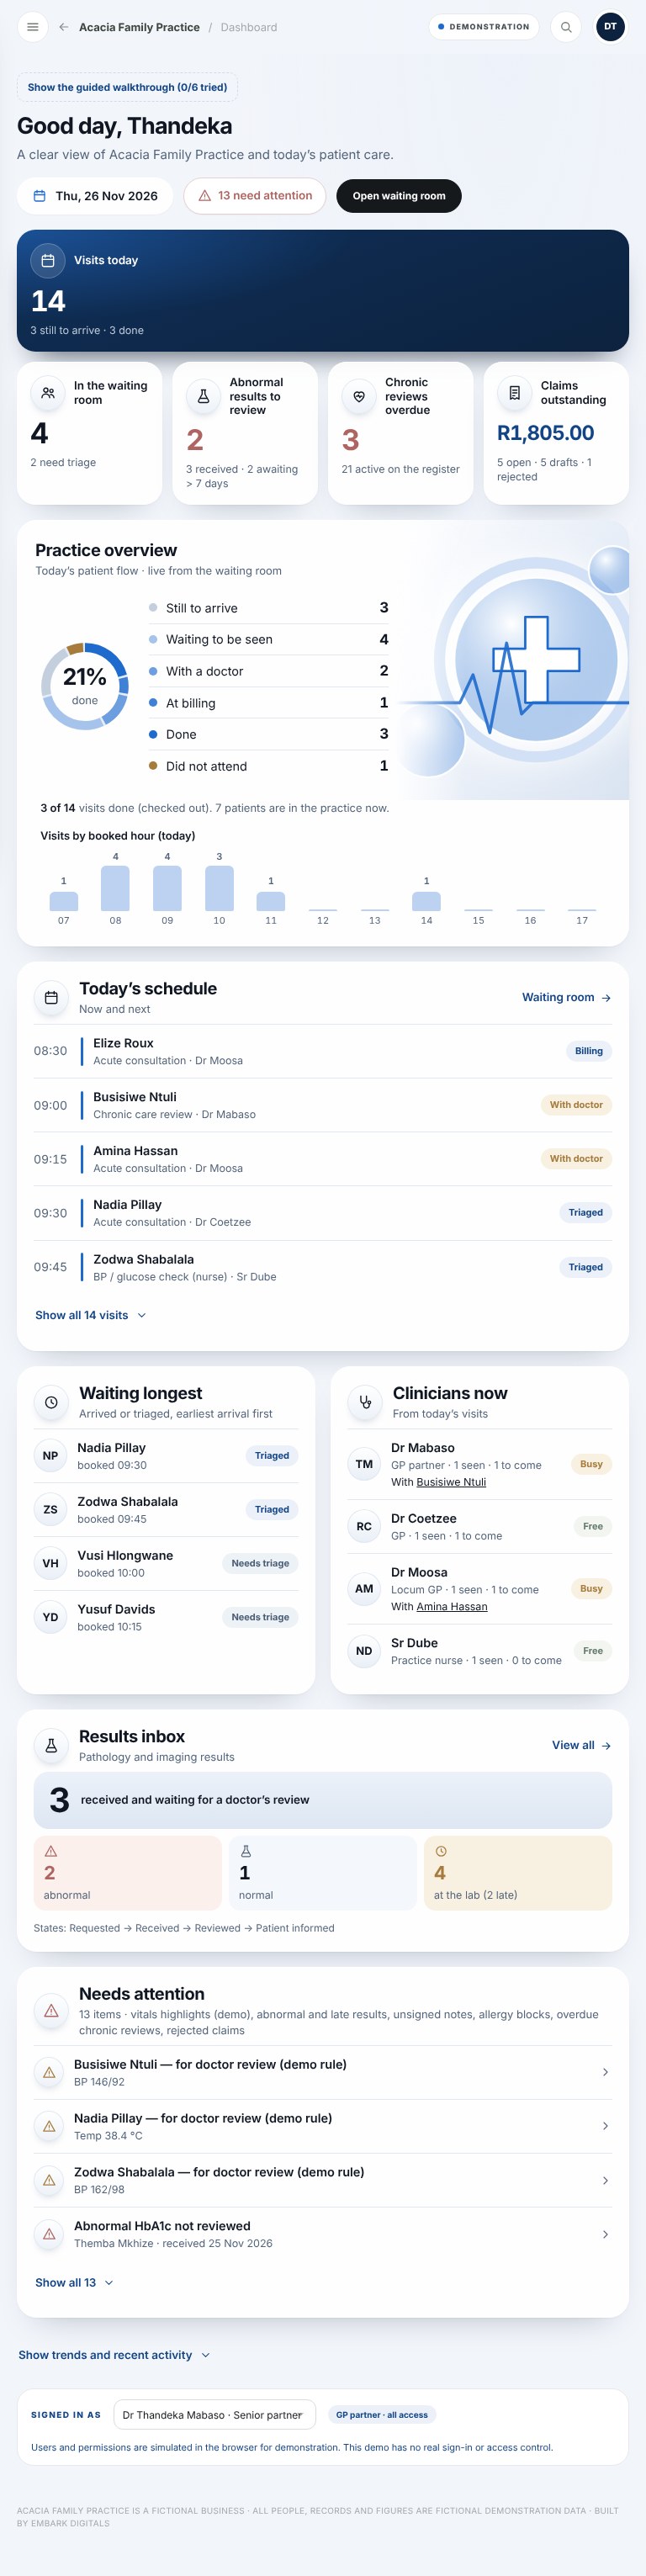 Acacia Family Practice / Dashboard
DEMONSTRATION
DT
Show the guided walkthrough (0/6 tried)
Good day, Thandeka
A clear view of Acacia Family Practice and today’s patient care.
Thu, 26 Nov 2026
13 need attention
Open waiting room
Visits today
14
3 still to arrive · 3 done
In the waiting room
4
2 need triage
Abnormal results to review
2
3 received · 2 awaiting > 7 days
Chronic reviews overdue
3
21 active on the register
Claims outstanding
R1,805.00
5 open · 5 drafts · 1 rejected
Practice overview
Today’s patient flow · live from the waiting room
21%
done
Still to arrive 3
Waiting to be seen 4
With a doctor 2
At billing 1
Done 3
Did not attend 1
3 of 14 visits done (checked out). 7 patients are in the practice now.
Visits by booked hour (today)
1 4 4 3 1 1
07 08 09 10 11 12 13 14 15 16 17
Today’s schedule
Now and next
Waiting room →
08:30 Elize Roux
Acute consultation · Dr Moosa
Billing
09:00 Busisiwe Ntuli
Chronic care review · Dr Mabaso
With doctor
09:15 Amina Hassan
Acute consultation · Dr Moosa
With doctor
09:30 Nadia Pillay
Acute consultation · Dr Coetzee
Triaged
09:45 Zodwa Shabalala
BP / glucose check (nurse) · Sr Dube
Triaged
Show all 14 visits
Waiting longest
Arrived or triaged, earliest arrival first
NP Nadia Pillay
booked 09:30
Triaged
ZS Zodwa Shabalala
booked 09:45
Triaged
VH Vusi Hlongwane
booked 10:00
Needs triage
YD Yusuf Davids
booked 10:15
Needs triage
Clinicians now
From today’s visits
TM Dr Mabaso
GP partner · 1 seen · 1 to come
With Busisiwe Ntuli
Busy
RC Dr Coetzee
GP · 1 seen · 1 to come
Free
AM Dr Moosa
Locum GP · 1 seen · 1 to come
With Amina Hassan
Busy
ND Sr Dube
Practice nurse · 1 seen · 0 to come
Free
Results inbox
Pathology and imaging results
View all →
3 received and waiting for a doctor’s review
2
abnormal
1
normal
4
at the lab (2 late)
States: Requested → Received → Reviewed → Patient informed
Needs attention
13 items · vitals highlights (demo), abnormal and late results, unsigned notes, allergy blocks, overdue
chronic reviews, rejected claims
Busisiwe Ntuli — for doctor review (demo rule)
BP 146/92
Nadia Pillay — for doctor review (demo rule)
Temp 38.4 °C
Zodwa Shabalala — for doctor review (demo rule)
BP 162/98
Abnormal HbA1c not reviewed
Themba Mkhize · received 25 Nov 2026
Show all 13
Show trends and recent activity
SIGNED IN AS
Dr Thandeka Mabaso · Senior partner
GP partner · all access
Users and permissions are simulated in the browser for demonstration. This demo has no real sign-in or access control.
ACACIA FAMILY PRACTICE IS A FICTIONAL BUSINESS · ALL PEOPLE, RECORDS AND FIGURES ARE FICTIONAL DEMONSTRATION DATA · BUILT
BY EMBARK DIGITALS